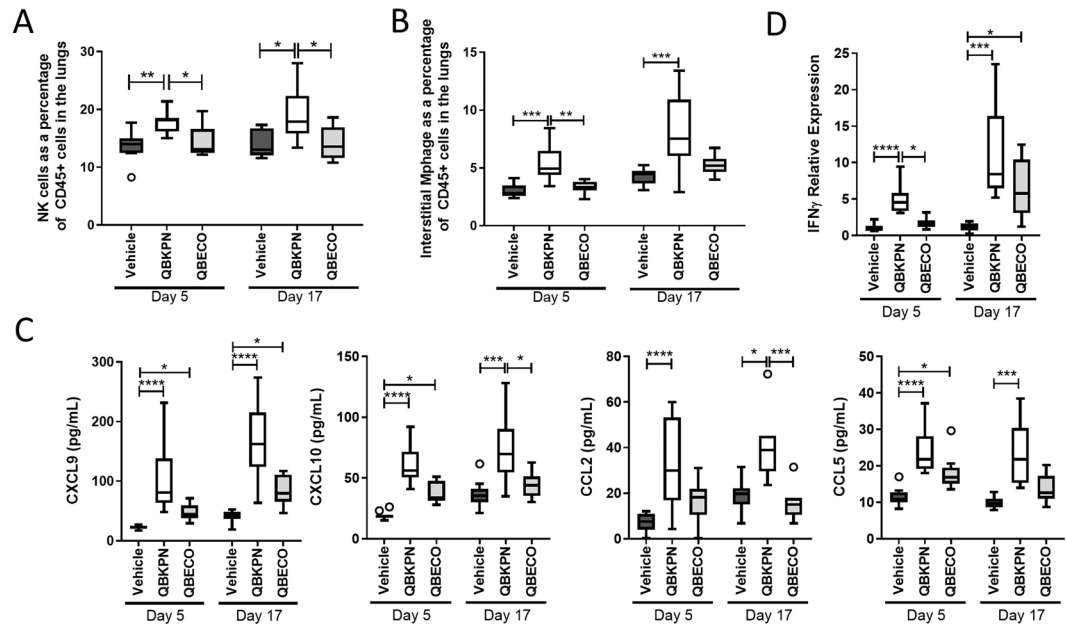 A
NK cells as a percentage
of CD45+ cells in the lungs
30
20
10
0
**
*
*
*
Vehicle
QBKPN
QBECO
Vehicle
QBKPN
QBECO
Day 5
Day 17
B
Interstitial Mphage as a percentage
of CD45+ cells in the lungs
15
10
5
0
***
**
***
Vehicle
QBKPN
QBECO
Vehicle
QBKPN
QBECO
Day 5
Day 17
D
IFNγ Relative Expression
25
20
15
10
5
0
****
*
***
*
Vehicle
QBKPN
QBECO
Vehicle
QBKPN
QBECO
Day 5
Day 17
C
CXCL9 (pg/mL)
300
200
100
0
*
****
*
****
Vehicle
QBKPN
QBECO
Vehicle
QBKPN
QBECO
Day 5
Day 17
CXCL10 (pg/mL)
150
100
50
0
*
****
***
*
Vehicle
QBKPN
QBECO
Vehicle
QBKPN
QBECO
Day 5
Day 17
CCL2 (pg/mL)
80
60
40
20
0
****
*
***
Vehicle
QBKPN
QBECO
Vehicle
QBKPN
QBECO
Day 5
Day 17
CCL5 (pg/mL)
50
40
30
20
10
0
*
****
***
Vehicle
QBKPN
QBECO
Vehicle
QBKPN
QBECO
Day 5
Day 17